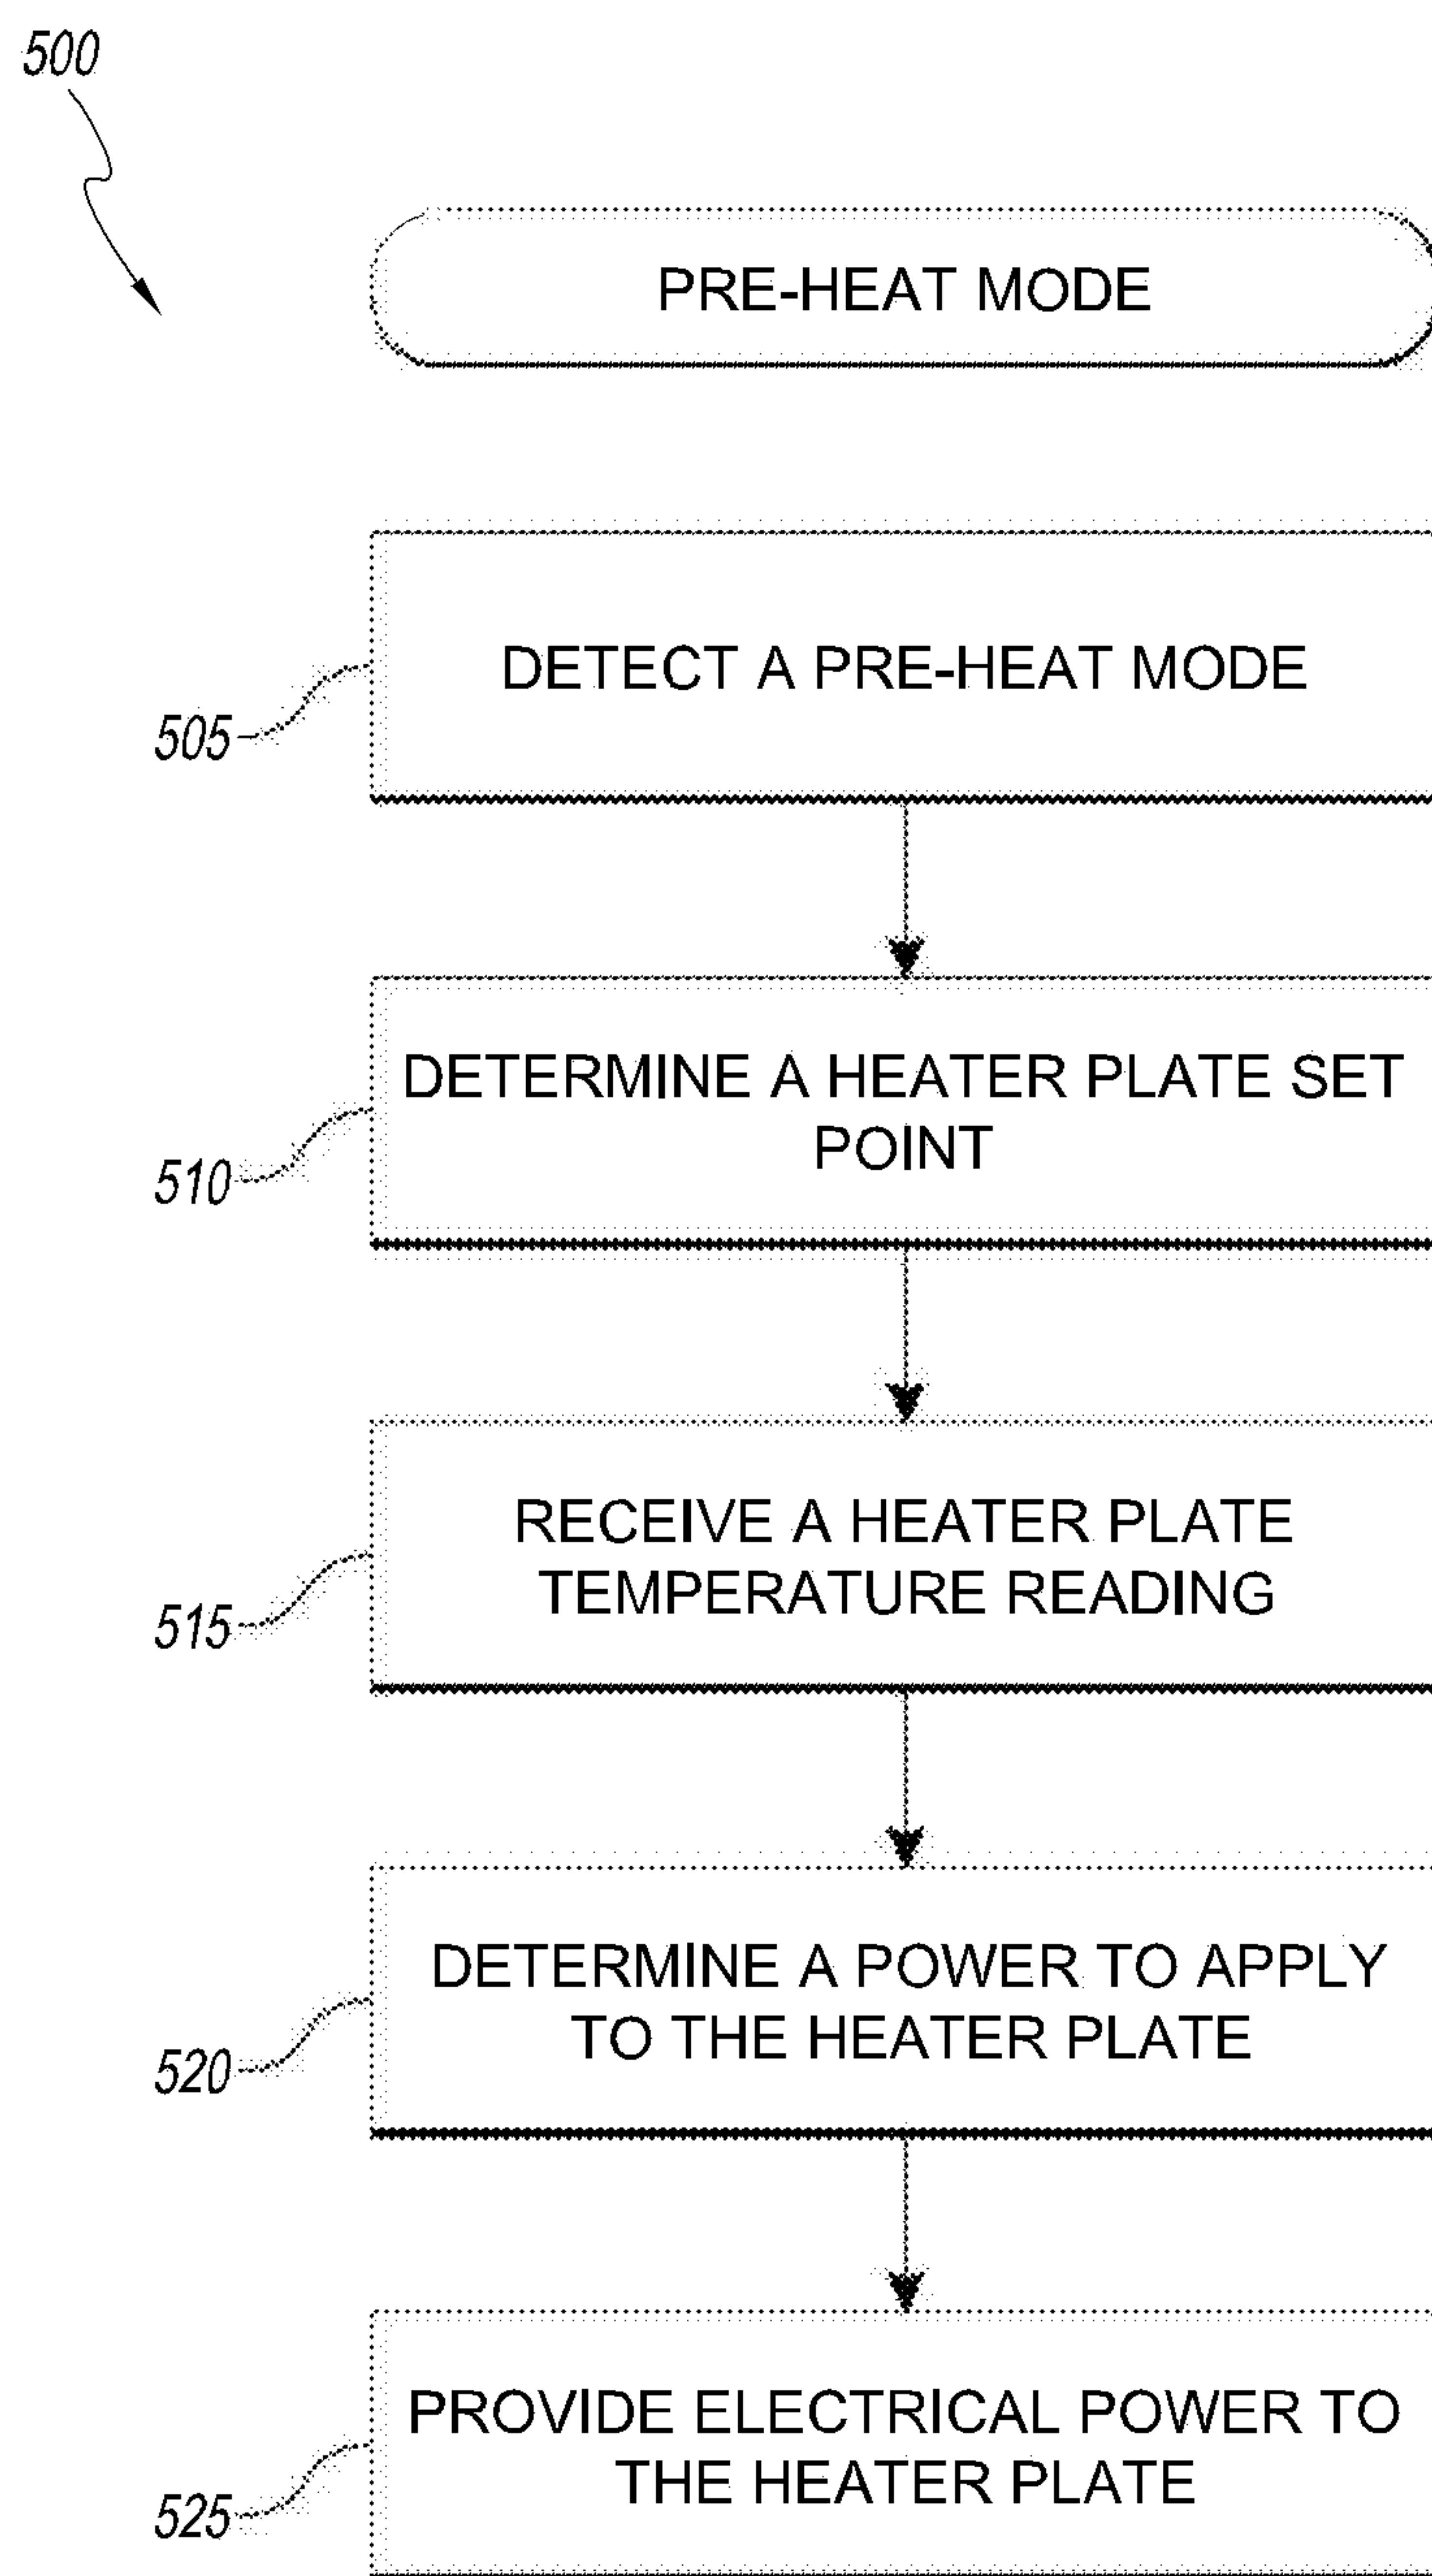 500
PRE-HEAT MODE
DETECT A PRE-HEAT MODE
505
DETERMINE A HEATER PLATE SET
POINT
510
RECEIVE A HEATER PLATE
TEMPERATURE READING
515
DETERMINE A POWER TO APPLY
TO THE HEATER PLATE
520
PROVIDE ELECTRICAL POWER TO
THE HEATER PLATE
525